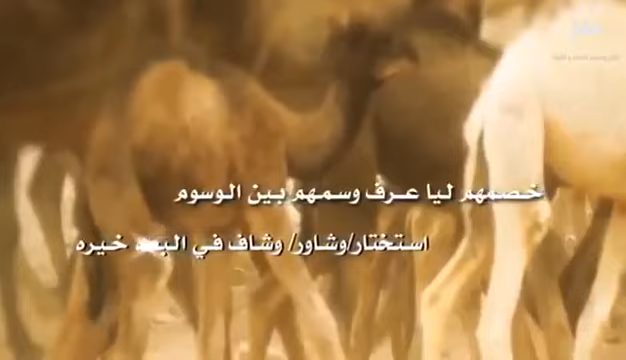 خصمهم ليا عرف وسمهم بين الوسوم
استختار/وشاور/ وشاف في البعد خيره